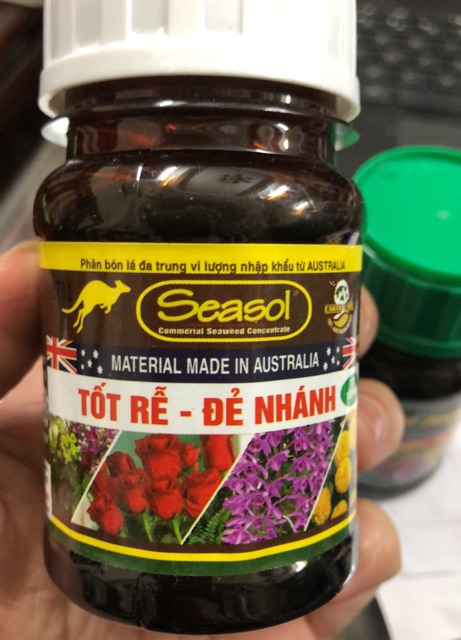 Phân bón lá đa trung vi lượng nhập khẩu từ AUSTRALIA
Seasol®
Commerial Seaweed Concentrate
MATERIAL MADE IN AUSTRALIA
TỐT RỄ - ĐẺ NHÁNH